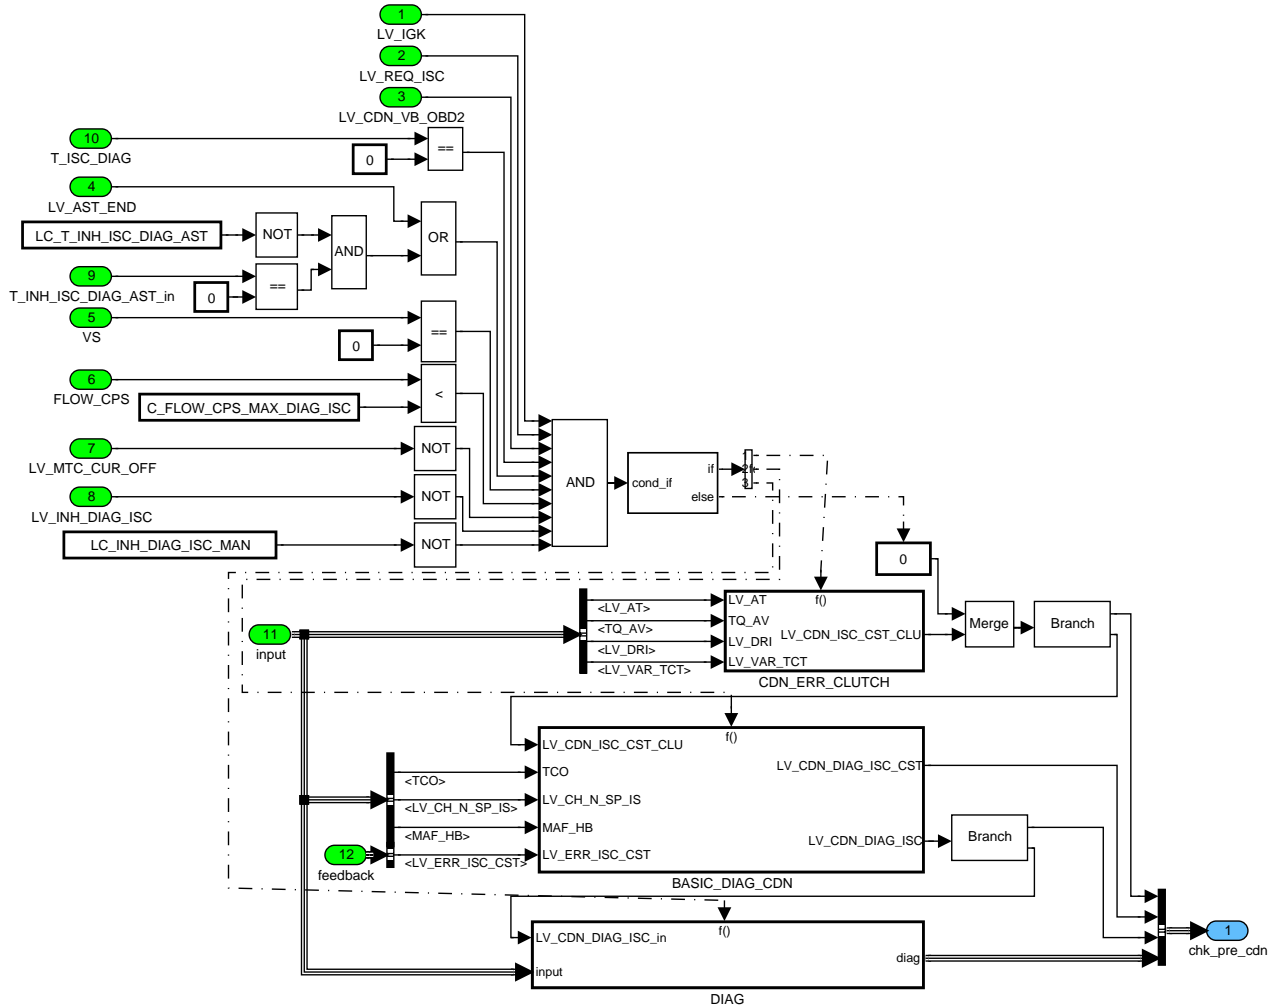 1
LV_IGK
2
LV_REQ_ISC
3
LV_CDN_VB_OBD2
10
T_ISC_DIAG
0
==
4
LV_AST_END
LC_T_INH_ISC_DIAG_AST
NOT
AND
OR
9
T_INH_ISC_DIAG_AST_in
0
==
5
VS
0
==
6
FLOW_CPS
C_FLOW_CPS_MAX_DIAG_ISC
<
7
LV_MTC_CUR_OFF
NOT
8
LV_INH_DIAG_ISC
NOT
LC_INH_DIAG_ISC_MAN
NOT
AND
cond_if
if
else
1
2
3
0
11
input
<LV_AT>
<TQ_AV>
<LV_DRI>
<LV_VAR_TCT>
f()
LV_AT
TQ_AV
LV_DRI
LV_VAR_TCT
LV_CDN_ISC_CST_CLU
CDN_ERR_CLUTCH
Merge
Branch
<TCO>
<LV_CH_N_SP_IS>
<MAF_HB>
<LV_ERR_ISC_CST>
12
feedback
f()
LV_CDN_ISC_CST_CLU
TCO
LV_CH_N_SP_IS
MAF_HB
LV_ERR_ISC_CST
LV_CDN_DIAG_ISC_CST
LV_CDN_DIAG_ISC
BASIC_DIAG_CDN
Branch
f()
LV_CDN_DIAG_ISC_in
input
diag
DIAG
1
chk_pre_cdn